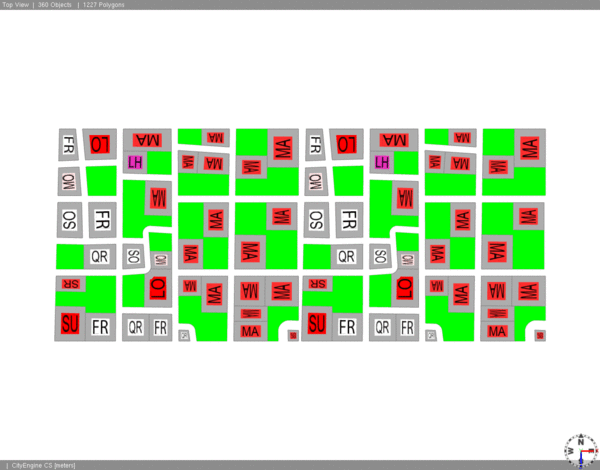 Top View | 360 Objects | 1227 Polygons
FR LO MA MA MA FR LO MA MA MA
LH MA MA MA LH MA MA MA
OM MA OM MA
OS FR MA MA OS FR MA MA
QR SO OM MA MA QR SO OM MA MA
SR LO MA MA MA MA SR LO MA MA MA MA
SU FR QR FR MA SU FR QR FR MA
MA MA
N
W
| CityEngine CS [meters]